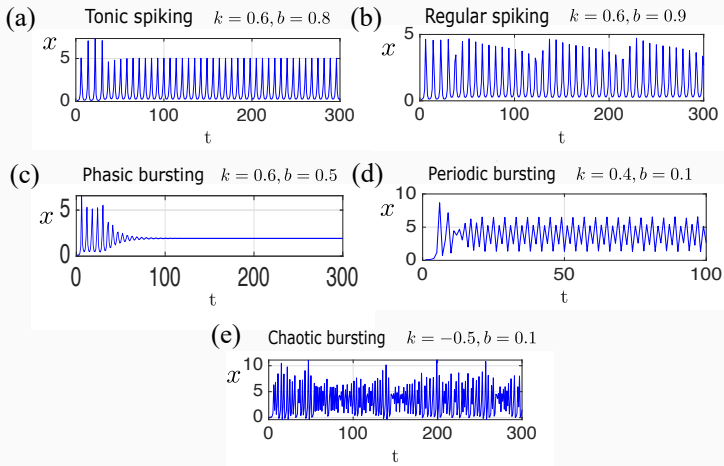 (a) Tonic spiking k = 0.6, b = 0.8
x
5
0
0 100 200 300
t
(b) Regular spiking k = 0.6, b = 0.9
x
5
0
0 100 200 300
t
(c) Phasic bursting k = 0.6, b = 0.5
x
5
0
0 100 200 300
t
(d) Periodic bursting k = 0.4, b = 0.1
x
10
5
0
0 50 100
t
(e) Chaotic bursting k = −0.5, b = 0.1
x
10
5
0
0 100 200 300
t